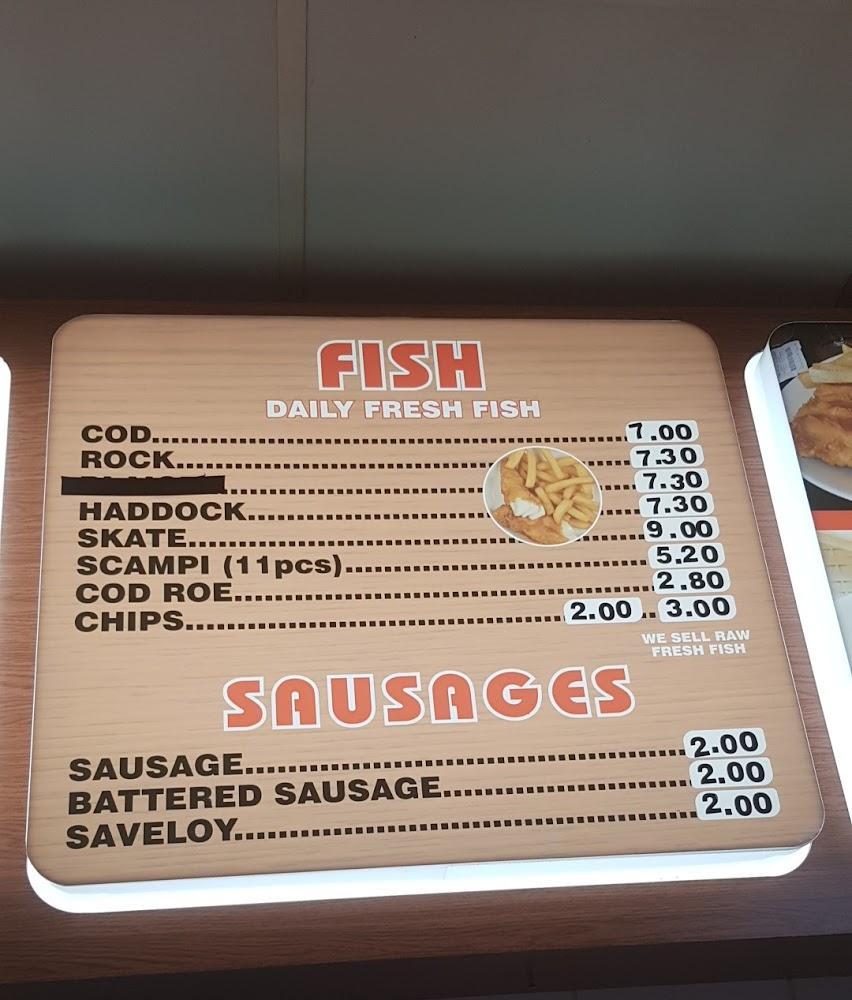 FISH
DAILY FRESH FISH
COD 7.00
ROCK 7.30
7.30
HADDOCK 7.30
SKATE 9.00
SCAMPI (11pcs) 5.20
COD ROE 2.80
CHIPS 2.00 3.00
WE SELL RAW
FRESH FISH
SAUSAGES
SAUSAGE 2.00
BATTERED SAUSAGE 2.00
SAVELOY 2.00